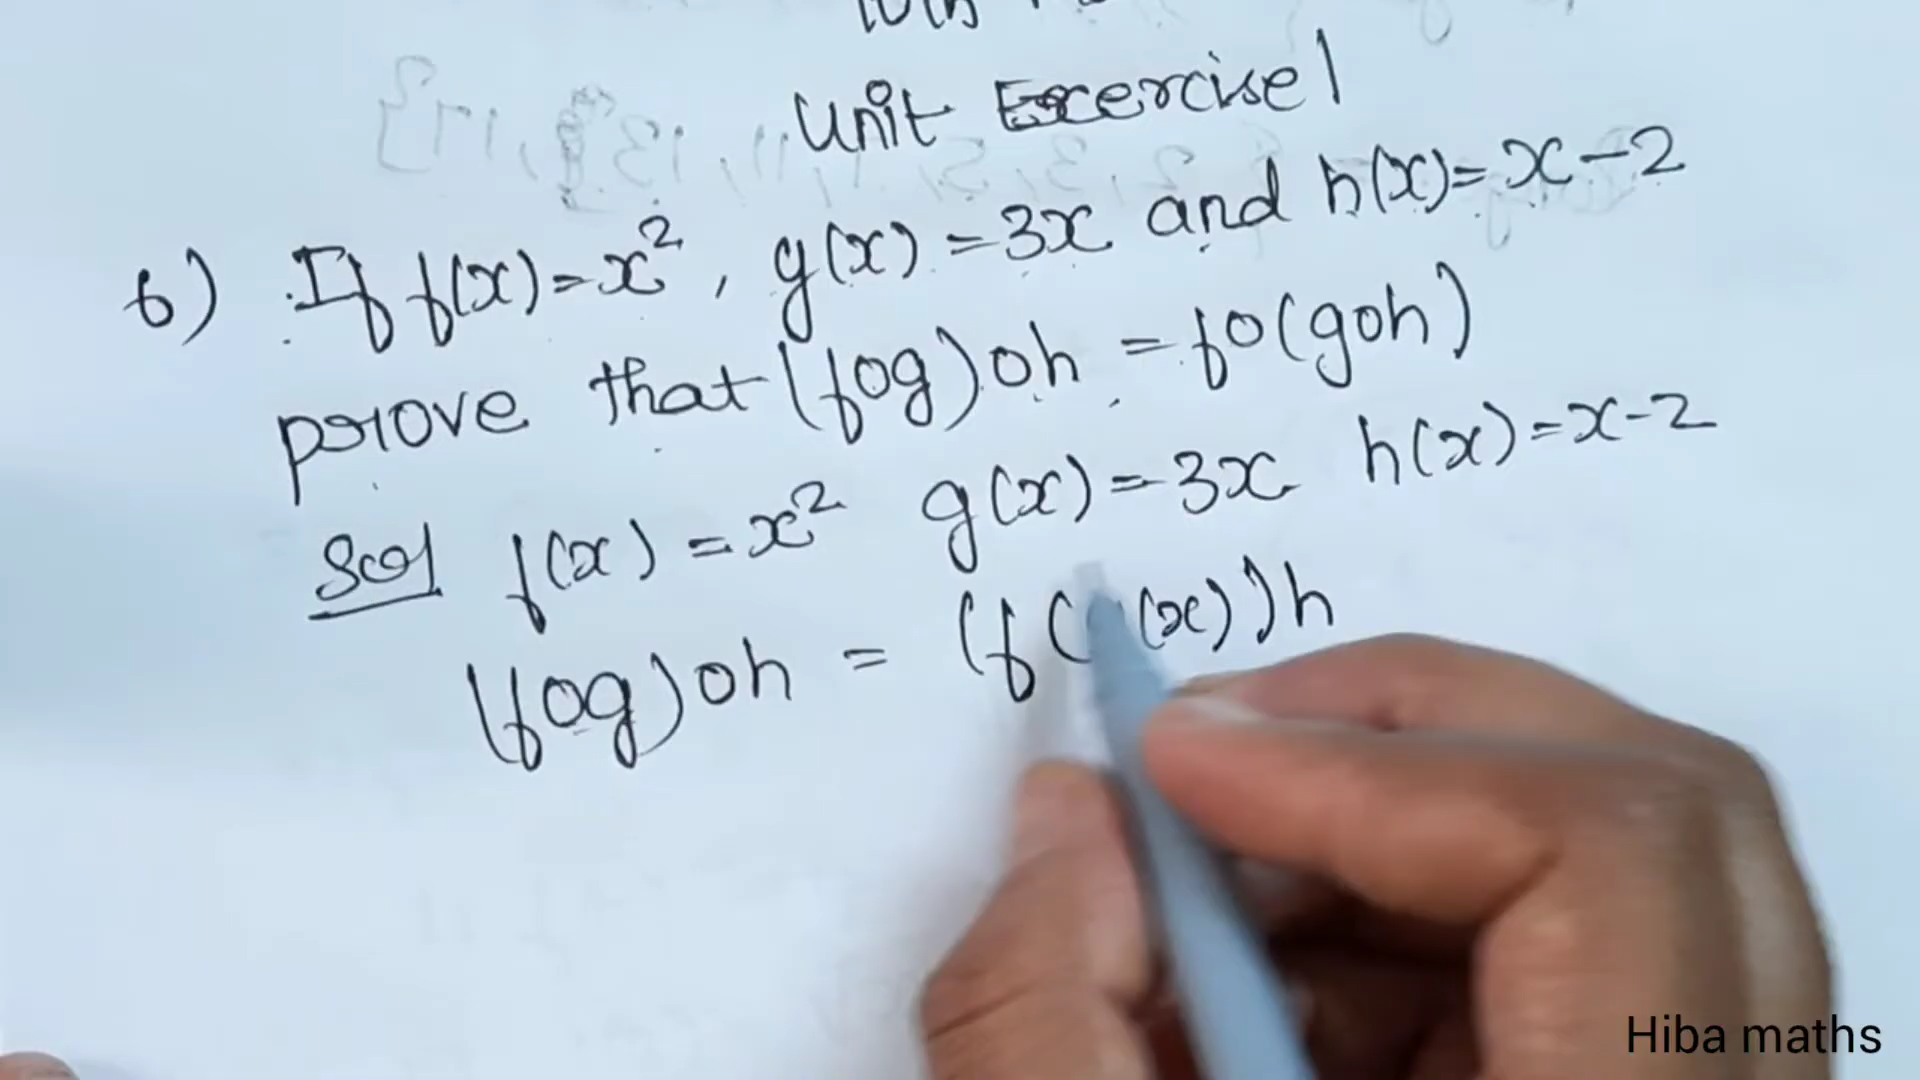 Unit Exercise 1
6) If f(x)=x², g(x)=3x and h(x)=x-2
prove that (fog)oh = fo(goh)
Sol f(x)=x² g(x)=3x h(x)=x-2
(fog)oh = (f( (x))h
Hiba maths